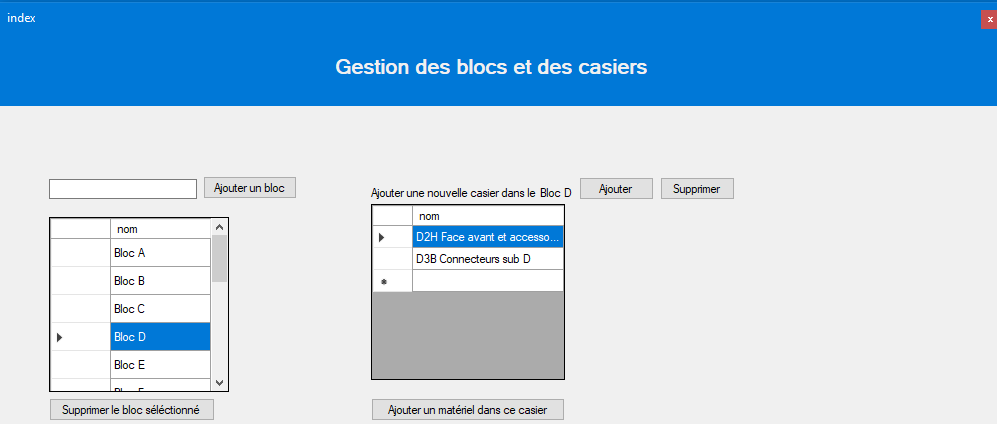 index
x
Gestion des blocs et des casiers
Ajouter un bloc
Ajouter une nouvelle casier dans le Bloc D
Ajouter
Supprimer
nom
Bloc A
Bloc B
Bloc C
Bloc D
Bloc E
nom
D2H Face avant et accesso...
D3B Connecteurs sub D
Supprimer le bloc séléctionné
Ajouter un matériel dans ce casier